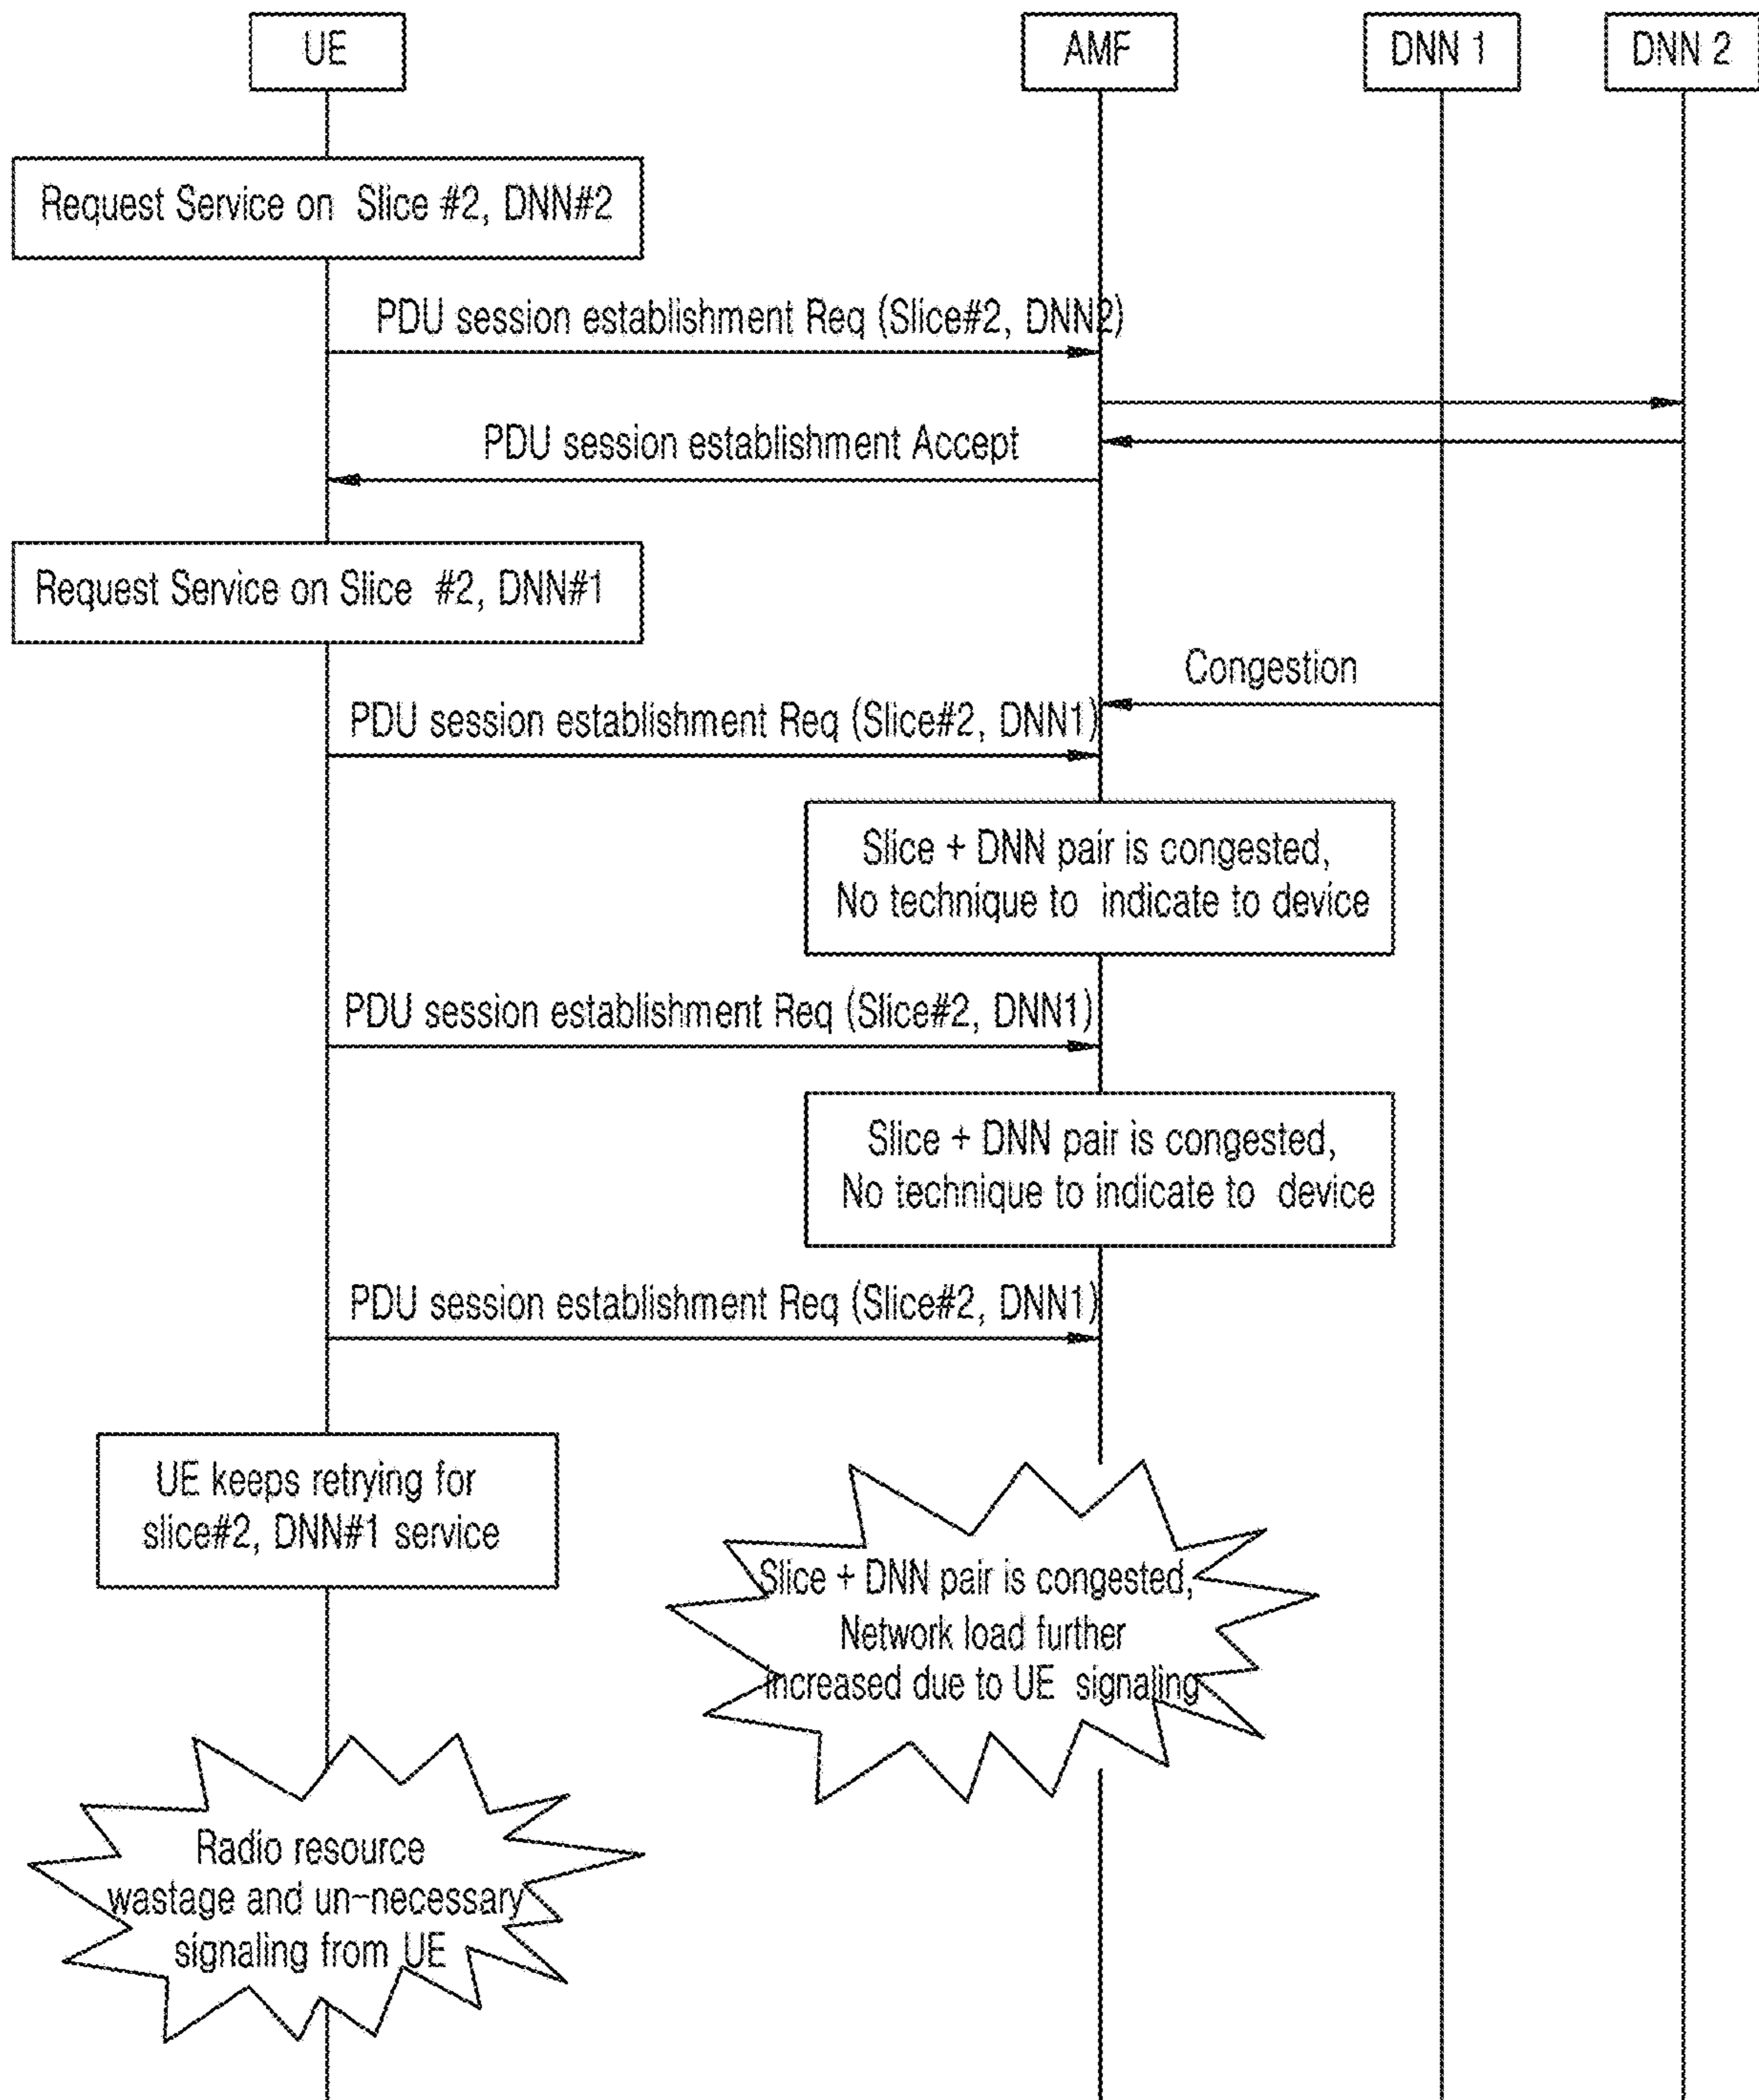 UE
AMF
DNN 1
DNN 2
Request Service on Slice #2, DNN#2
PDU session establishment Req (Slice#2, DNN2)
PDU session establishment Accept
Request Service on Slice #2, DNN#1
Congestion
PDU session establishment Req (Slice#2, DNN1)
Slice + DNN pair is congested,
No technique to indicate to device
PDU session establishment Req (Slice#2, DNN1)
Slice + DNN pair is congested,
No technique to indicate to device
PDU session establishment Req (Slice#2, DNN1)
UE keeps retrying for
slice#2, DNN#1 service
Slice + DNN pair is congested,
Network load further
increased due to UE signaling
Radio resource
wastage and un-necessary
signaling from UE